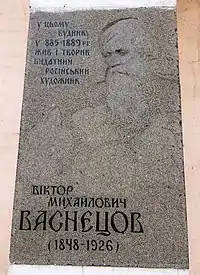 У ЦЬОМУ
БУДИНКУ
У 1885-1889 РР.
ЖИВ І ТВОРИВ
ВИДАТНИЙ
РОСІЙСЬКИЙ
ХУДОЖНИК
ВІКТОР
МИХАЙЛОВИЧ
ВАСНЕЦОВ
(1848-1926)